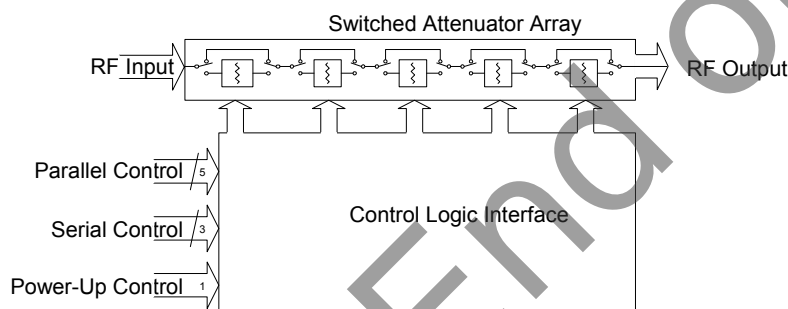 Switched Attenuator Array
RF Input
RF Output
Parallel Control
5
Serial Control
3
Control Logic Interface
Power-Up Control
1
End o